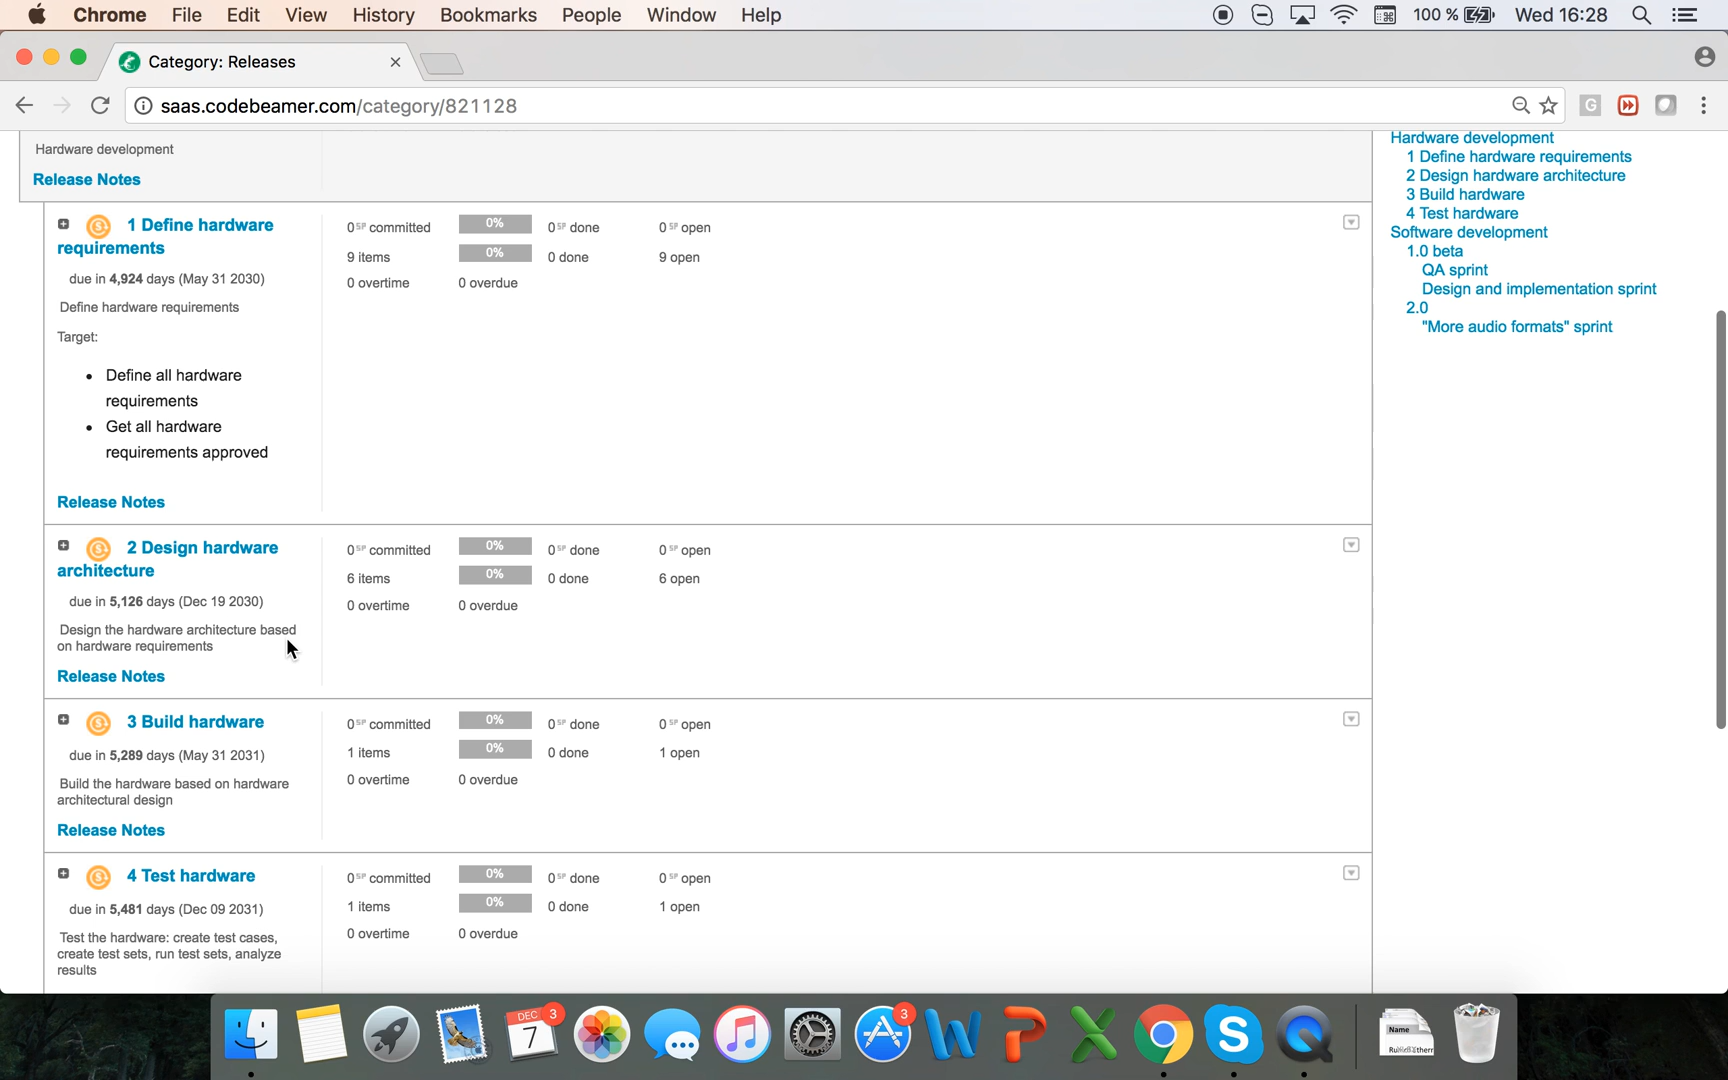 Chrome File Edit View History Bookmarks People Window Help 100 % Wed 16:28
Category: Releases
saas.codebeamer.com/category/821128
G
Hardware development
Release Notes
1 Define hardware
requirements
due in 4,924 days (May 31 2030)
Define hardware requirements
Target:
• Define all hardware
requirements
• Get all hardware
requirements approved
Release Notes
0 SP committed 0% 0 SP done 0 SP open
9 items 0% 0 done 9 open
0 overtime 0 overdue
2 Design hardware
architecture
due in 5,126 days (Dec 19 2030)
Design the hardware architecture based
on hardware requirements
Release Notes
0 SP committed 0% 0 SP done 0 SP open
6 items 0% 0 done 6 open
0 overtime 0 overdue
3 Build hardware
due in 5,289 days (May 31 2031)
Build the hardware based on hardware
architectural design
Release Notes
0 SP committed 0% 0 SP done 0 SP open
1 items 0% 0 done 1 open
0 overtime 0 overdue
4 Test hardware
due in 5,481 days (Dec 09 2031)
Test the hardware: create test cases,
create test sets, run test sets, analyze
results
0 SP committed 0% 0 SP done 0 SP open
1 items 0% 0 done 1 open
0 overtime 0 overdue
Hardware development
1 Define hardware requirements
2 Design hardware architecture
3 Build hardware
4 Test hardware
Software development
1.0 beta
QA sprint
Design and implementation sprint
2.0
"More audio formats" sprint
DEC 3
7
3
Name